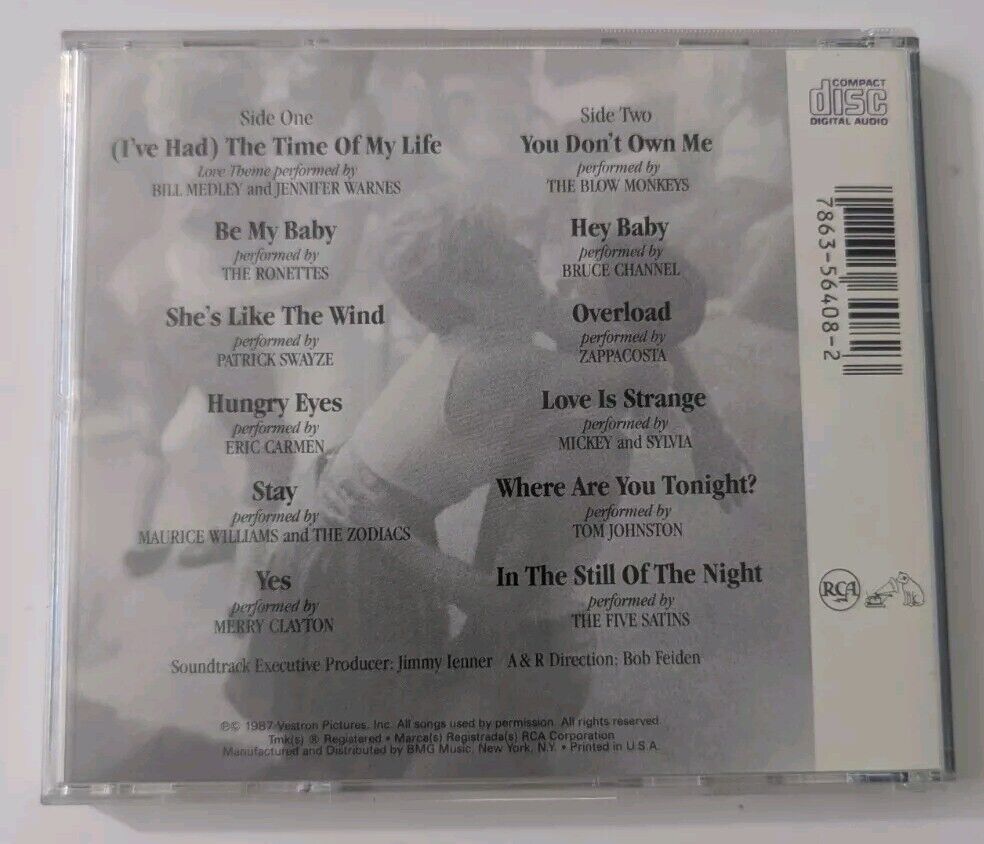 Side One
(I've Had) The Time Of My Life
Love Theme performed by
BILL MEDLEY and JENNIFER WARNES
Be My Baby
performed by
THE RONETTES
She's Like The Wind
performed by
PATRICK SWAYZE
Hungry Eyes
performed by
ERIC CARMEN
Stay
performed by
MAURICE WILLIAMS and THE ZODIACS
Yes
performed by
MERRY CLAYTON
Side Two
You Don't Own Me
performed by
THE BLOW MONKEYS
Hey Baby
performed by
BRUCE CHANNEL
Overload
performed by
ZAPPACOSTA
Love Is Strange
performed by
MICKEY and SYLVIA
Where Are You Tonight?
performed by
TOM JOHNSTON
In The Still Of The Night
performed by
THE FIVE SATINS
Soundtrack Executive Producer: Jimmy Ienner A & R Direction: Bob Feiden
℗© 1987 Vestron Pictures, Inc. All songs used by permission. All rights reserved.
Tmk(s) ® Registered • Marca(s) Registrada(s) RCA Corporation
Manufactured and Distributed by BMG Music, New York, N.Y. • Printed in U.S.A.
COMPACT
disc
DIGITAL AUDIO
7863-56408-2
RCA